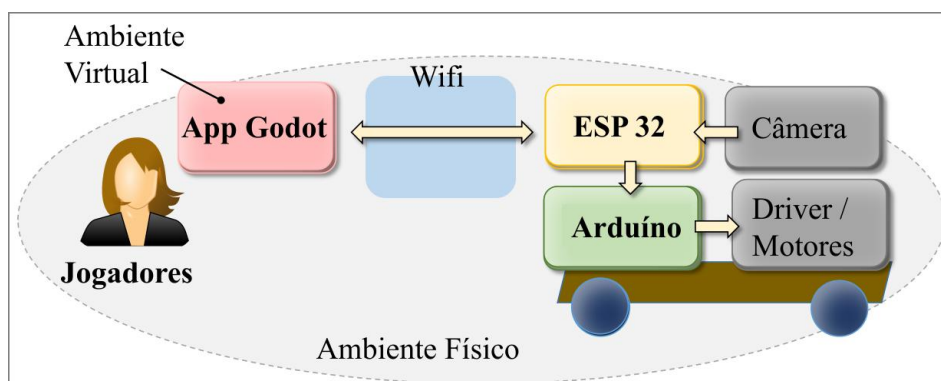 Ambiente
Virtual
App Godot
Wifi
ESP 32
Câmera
Arduíno
Driver /
Motores
Jogadores
Ambiente Físico